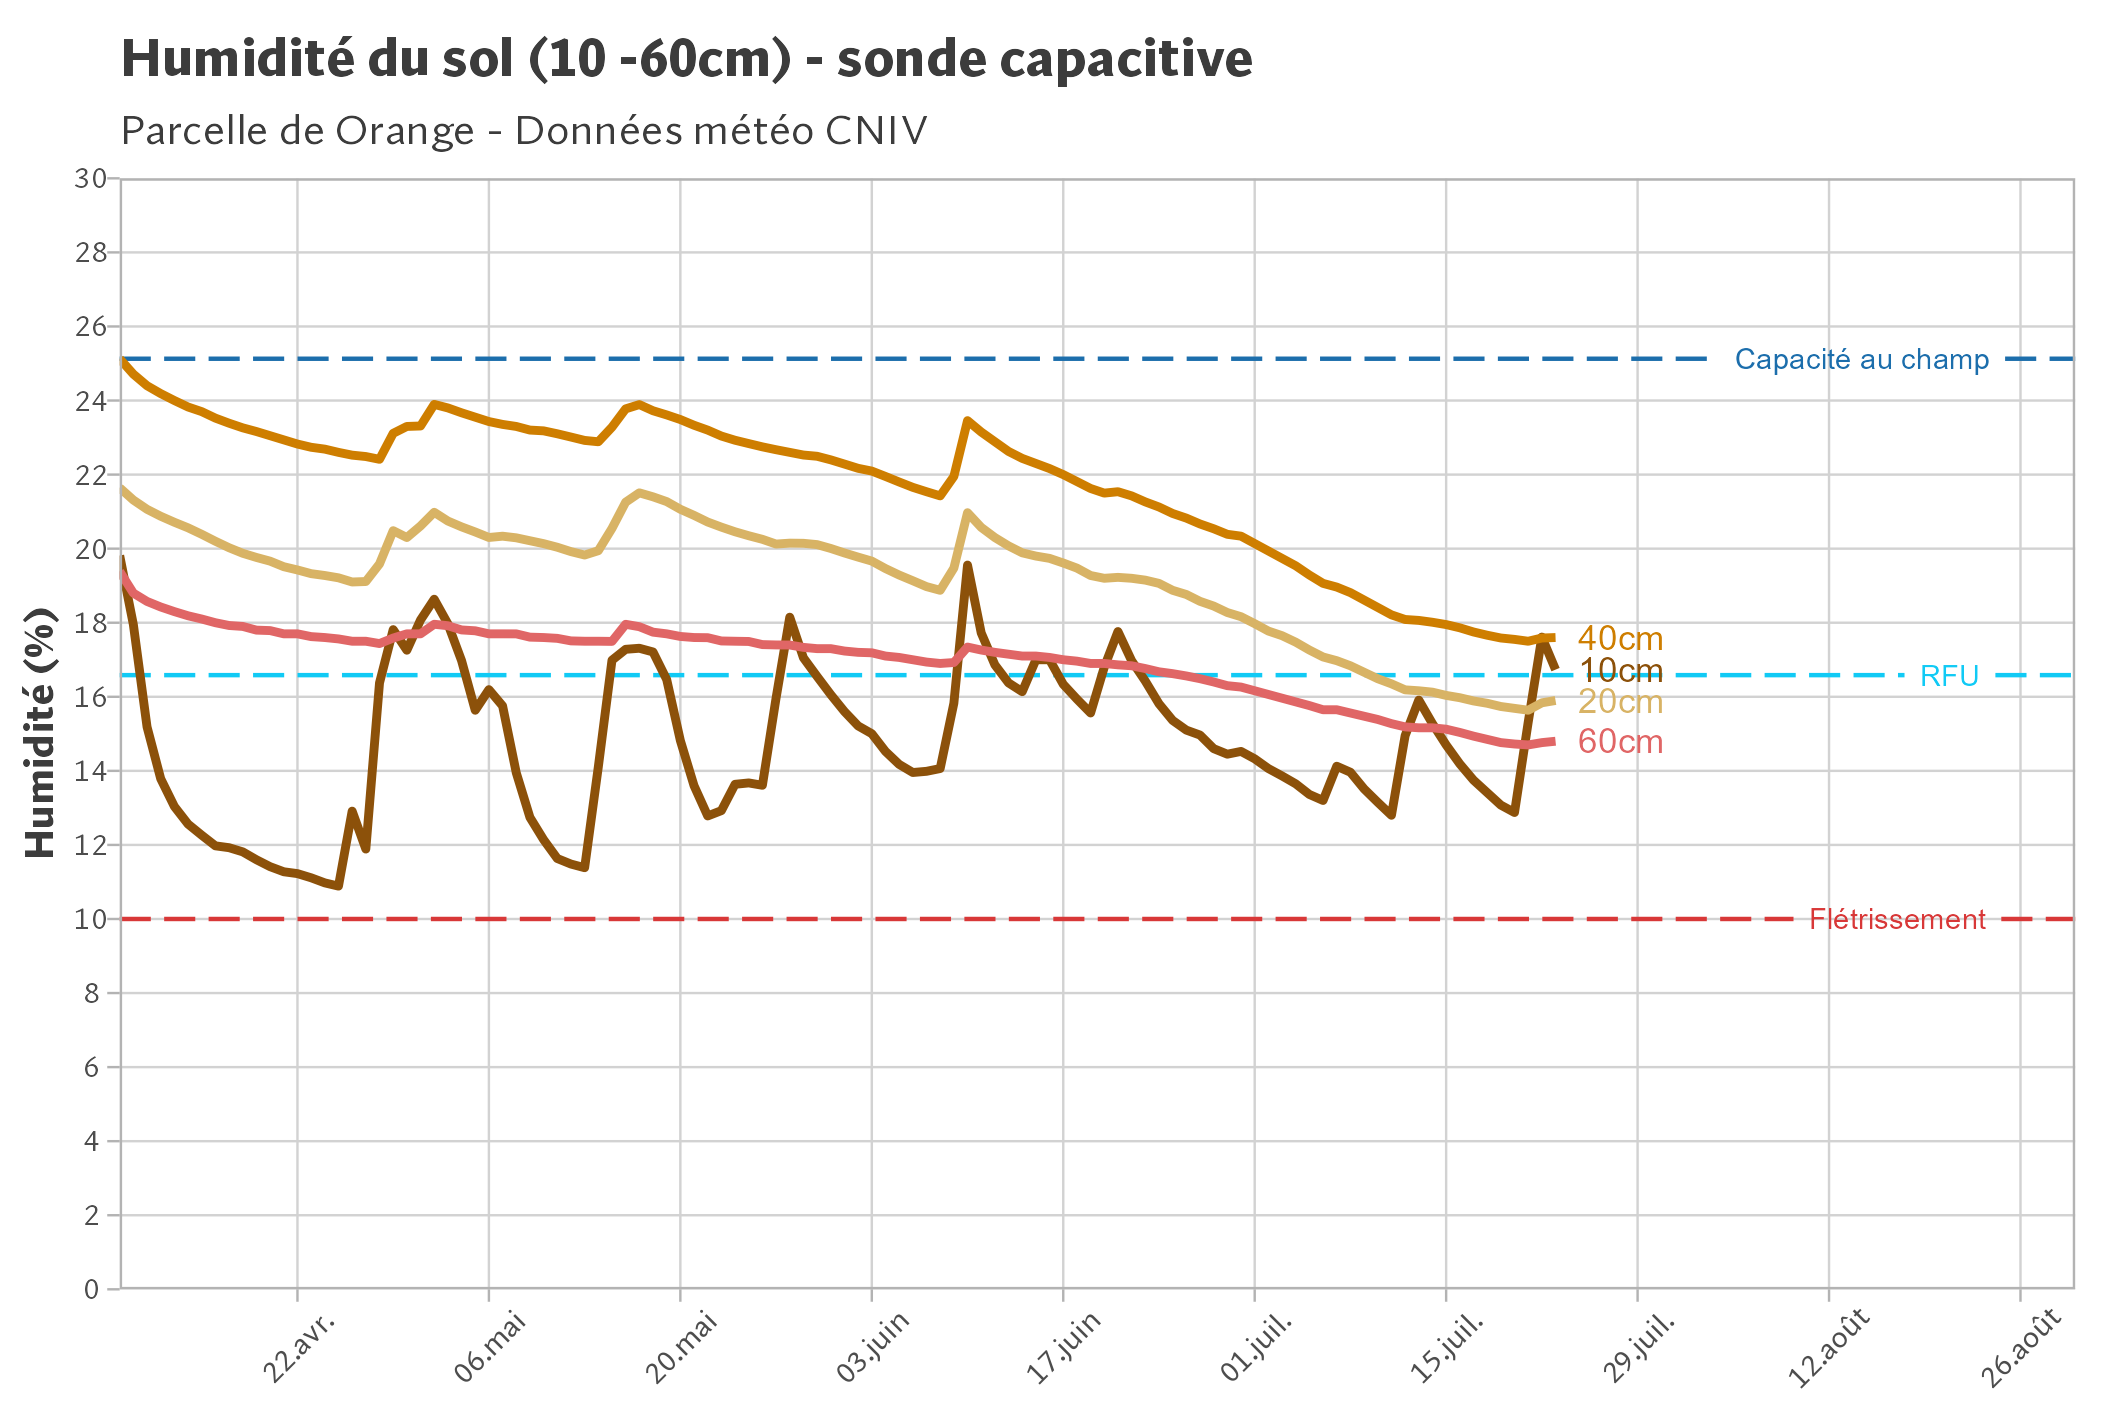 Humidité du sol (10 -60cm) - sonde capacitive
Parcelle de Orange - Données météo CNIV
Humidité (%)
30
28
26
24
22
20
18
16
14
12
10
8
6
4
2
0
Capacité au champ
40cm
10cm
RFU
20cm
60cm
Flétrissement
22.avr.
06.mai
20.mai
03.juin
17.juin
01.juil.
15.juil.
29.juil.
12.août
26.août